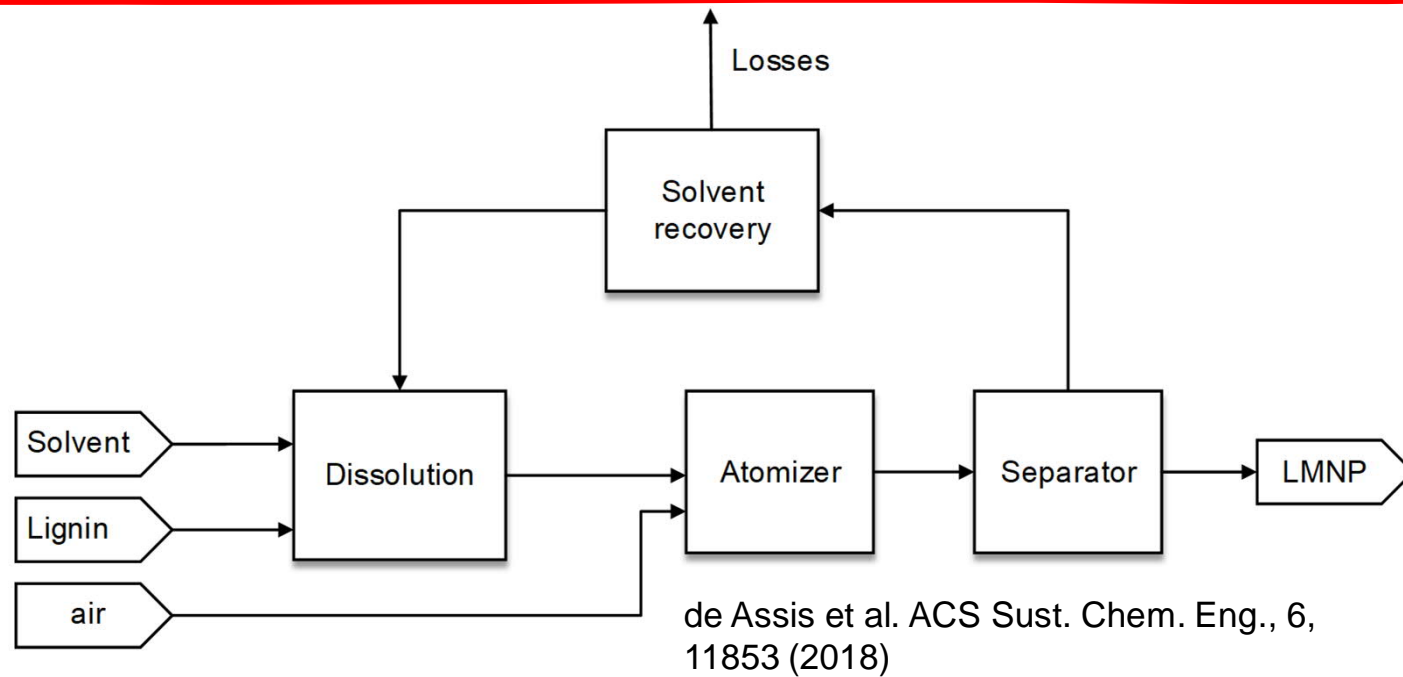 Losses
Solvent
recovery
Solvent
Dissolution
Atomizer
Separator
LMNP
Lignin
air
de Assis et al. ACS Sust. Chem. Eng., 6,
11853 (2018)